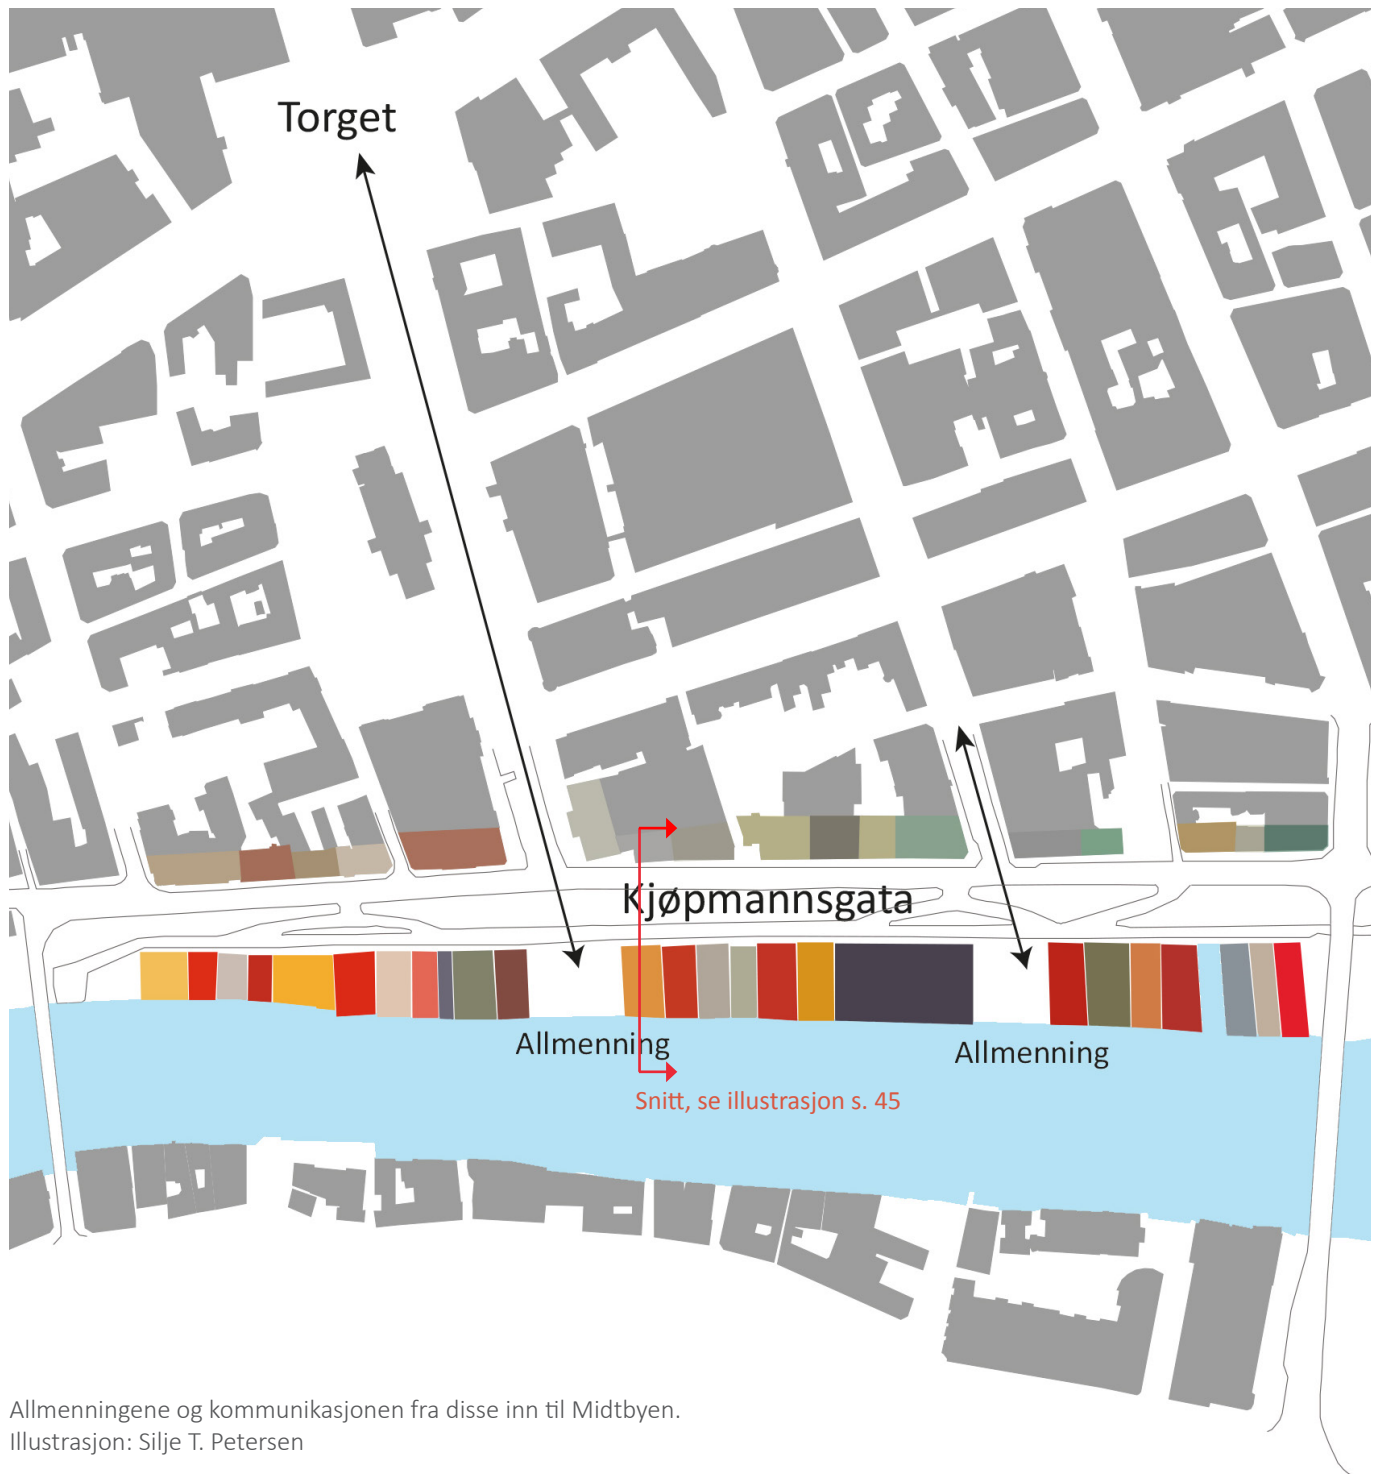 Torget
Kjøpmannsgata
Allmenning
Allmenning
Snitt, se illustrasjon s. 45
Allmenningene og kommunikasjonen fra disse inn til Midtbyen.
Illustrasjon: Silje T. Petersen